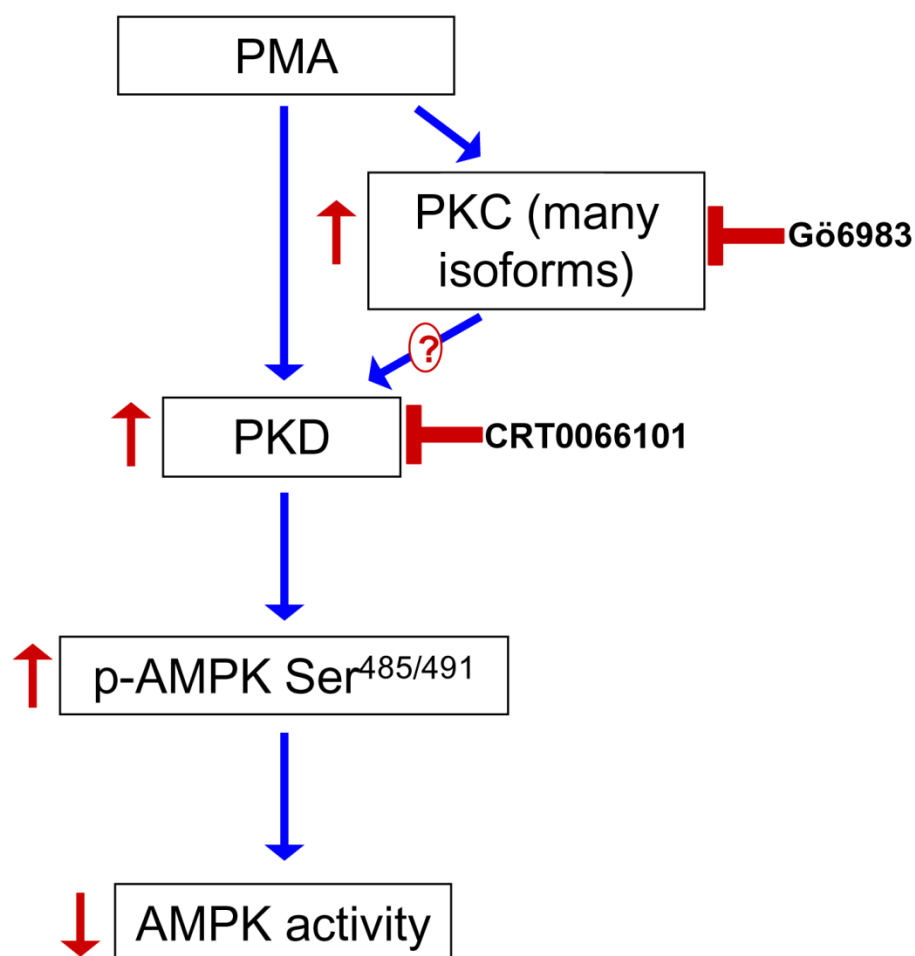 PMA
PKC (many
isoforms)
Gö6983
?
PKD
CRT0066101
p-AMPK Ser485/491
AMPK activity